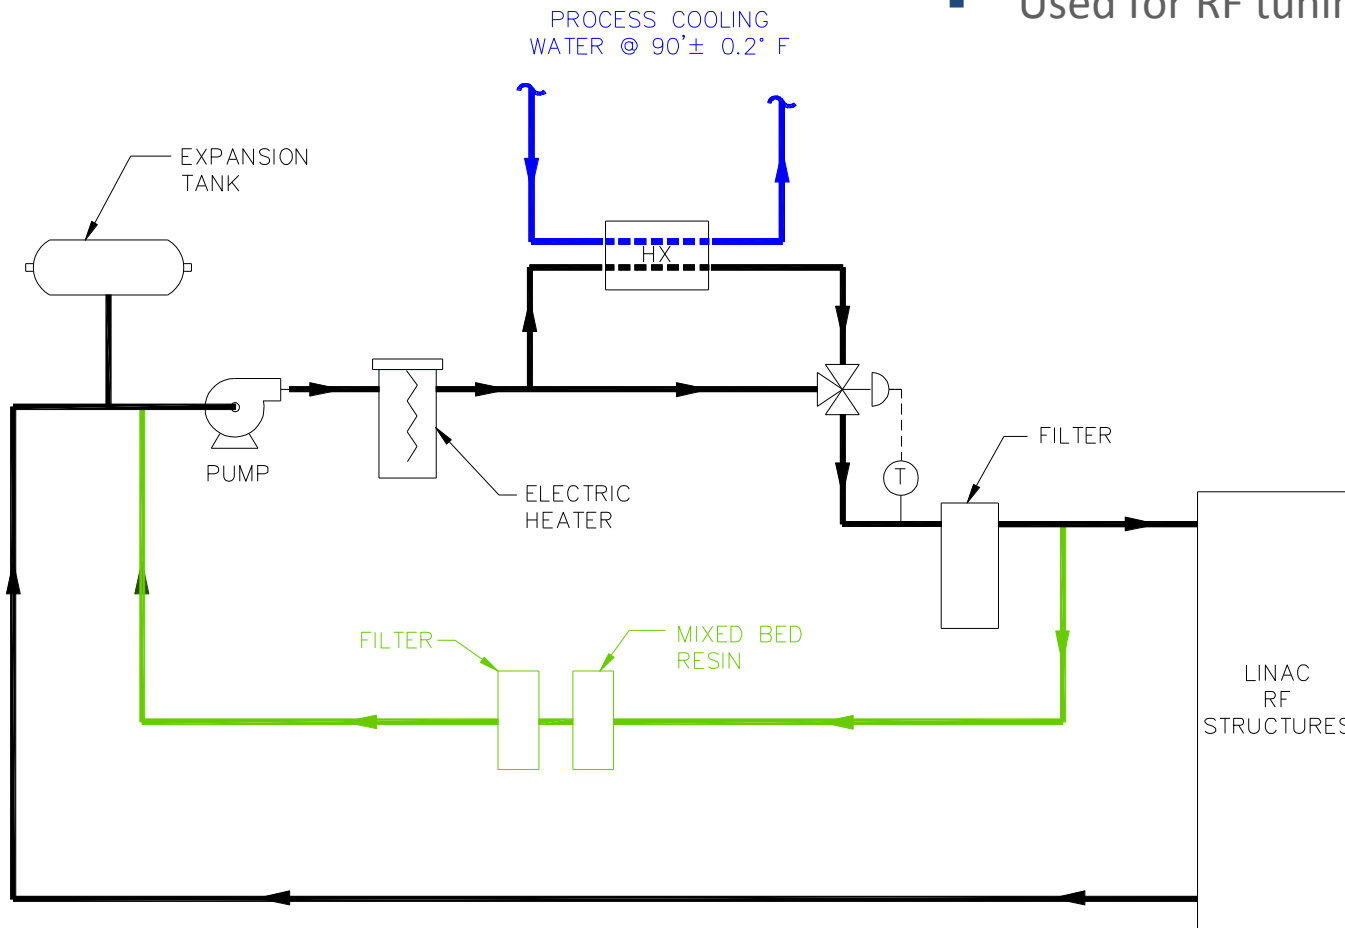 Used for RF tunin
PROCESS COOLING
WATER @ 90'± 0.2° F
EXPANSION
TANK
HX
PUMP
ELECTRIC
HEATER
T
FILTER
FILTER
MIXED BED
RESIN
LINAC
RF
STRUCTURES